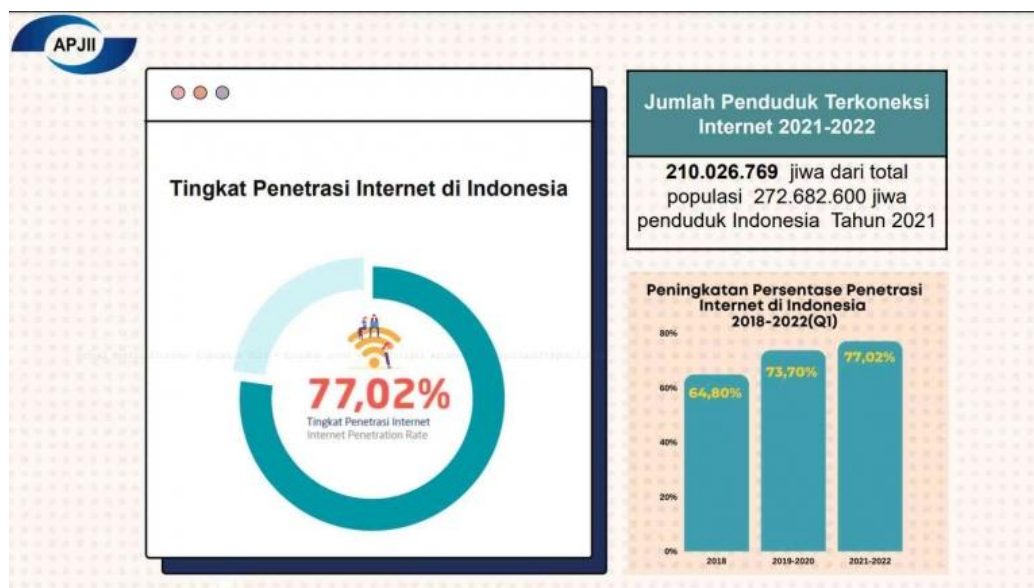 APJII
Tingkat Penetrasi Internet di Indonesia
77,02%
Tingkat Penetrasi Internet
Internet Penetration Rate
Jumlah Penduduk Terkoneksi
Internet 2021-2022
210.026.769 jiwa dari total
populasi 272.682.600 jiwa
penduduk Indonesia Tahun 2021
Peningkatan Persentase Penetrasi
Internet di Indonesia
2018-2022(Q1)
80%
60%
40%
20%
0%
64,80%
73,70%
77,02%
2018
2019-2020
2021-2022